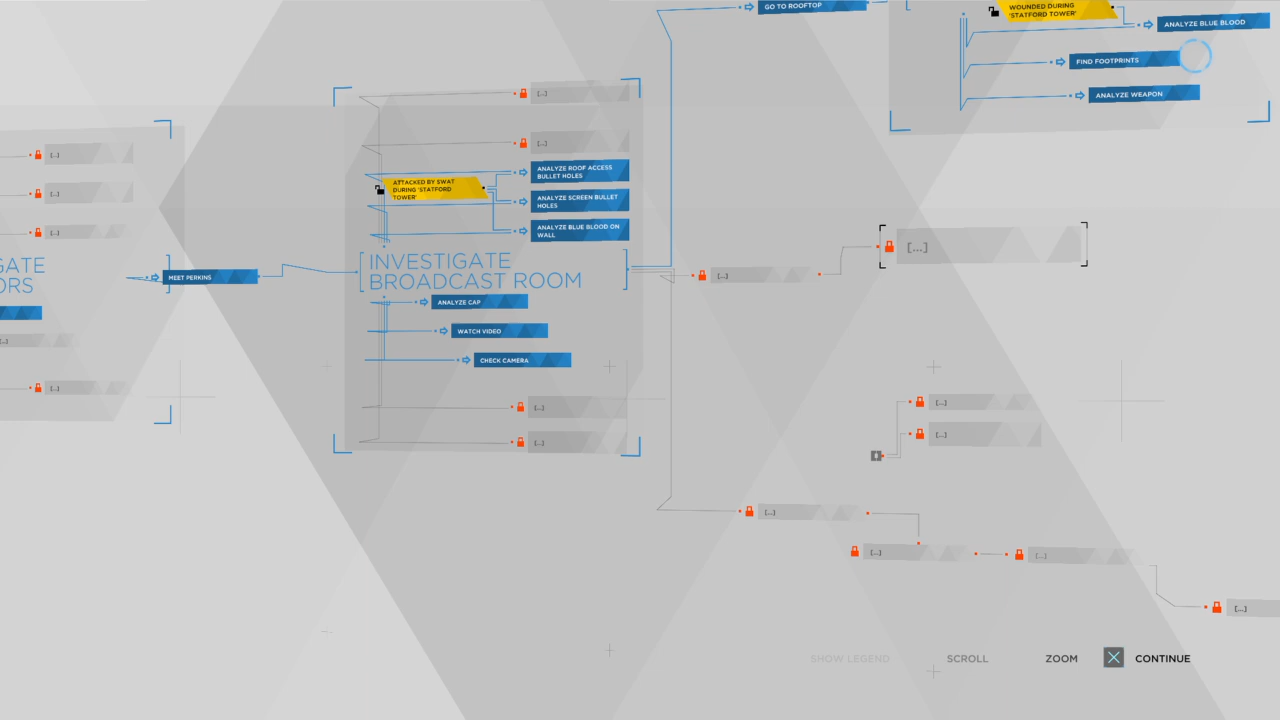 GO TO ROOFTOP
WOUNDED DURING
'STATFORD TOWER'
ANALYZE BLUE BLOOD
FIND FOOTPRINTS
ANALYZE WEAPON
[...]
[...]
[...]
GATE
ORS
[...]
[...]
MEET PERKINS
[...]
[...]
ATTACKED BY SWAT
DURING 'STATFORD
TOWER'
ANALYZE ROOF ACCESS
BULLET HOLES
ANALYZE SCREEN BULLET
HOLES
ANALYZE BLUE BLOOD ON
WALL
INVESTIGATE
BROADCAST ROOM
ANALYZE CAP
WATCH VIDEO
CHECK CAMERA
[...]
[...]
[...]
[...]
[...]
[...]
[...]
[...]
[...]
[...]
SHOW LEGEND
SCROLL
ZOOM
CONTINUE